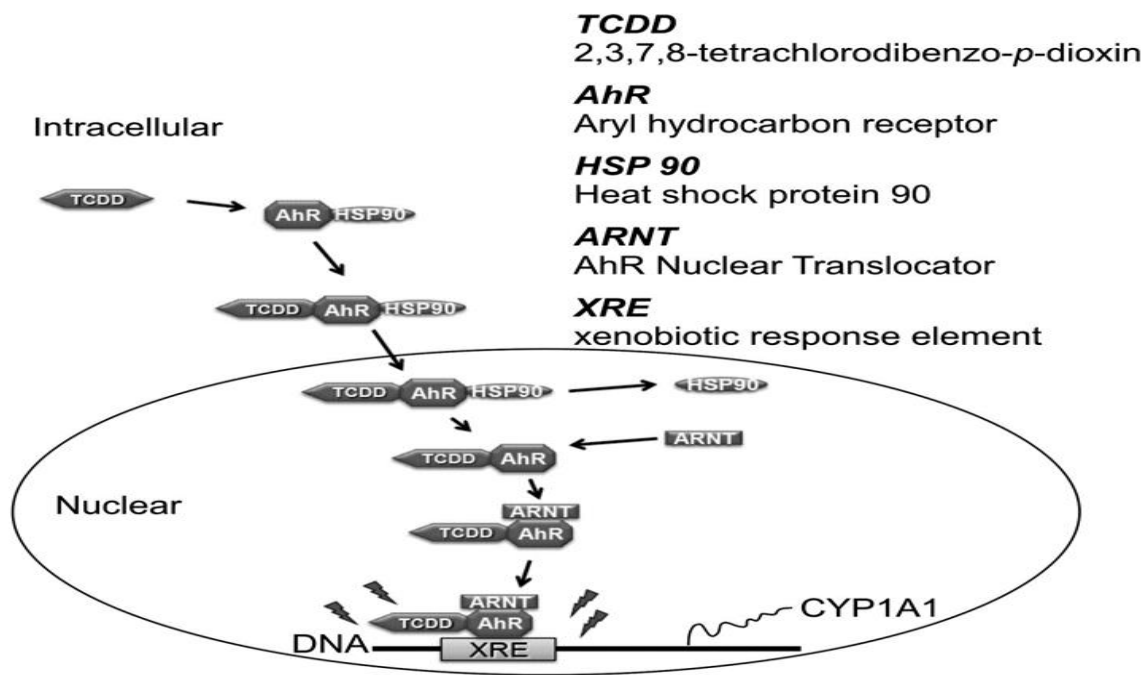 TCDD
2,3,7,8-tetrachlorodibenzo-p-dioxin
AhR
Aryl hydrocarbon receptor
HSP 90
Heat shock protein 90
ARNT
AhR Nuclear Translocator
XRE
xenobiotic response element
Intracellular
TCDD
AhR HSP90
TCDD AhR HSP90
TCDD AhR HSP90
HSP90
ARNT
TCDD AhR
Nuclear
ARNT
TCDD AhR
ARNT
TCDD AhR
CYP1A1
DNA
XRE